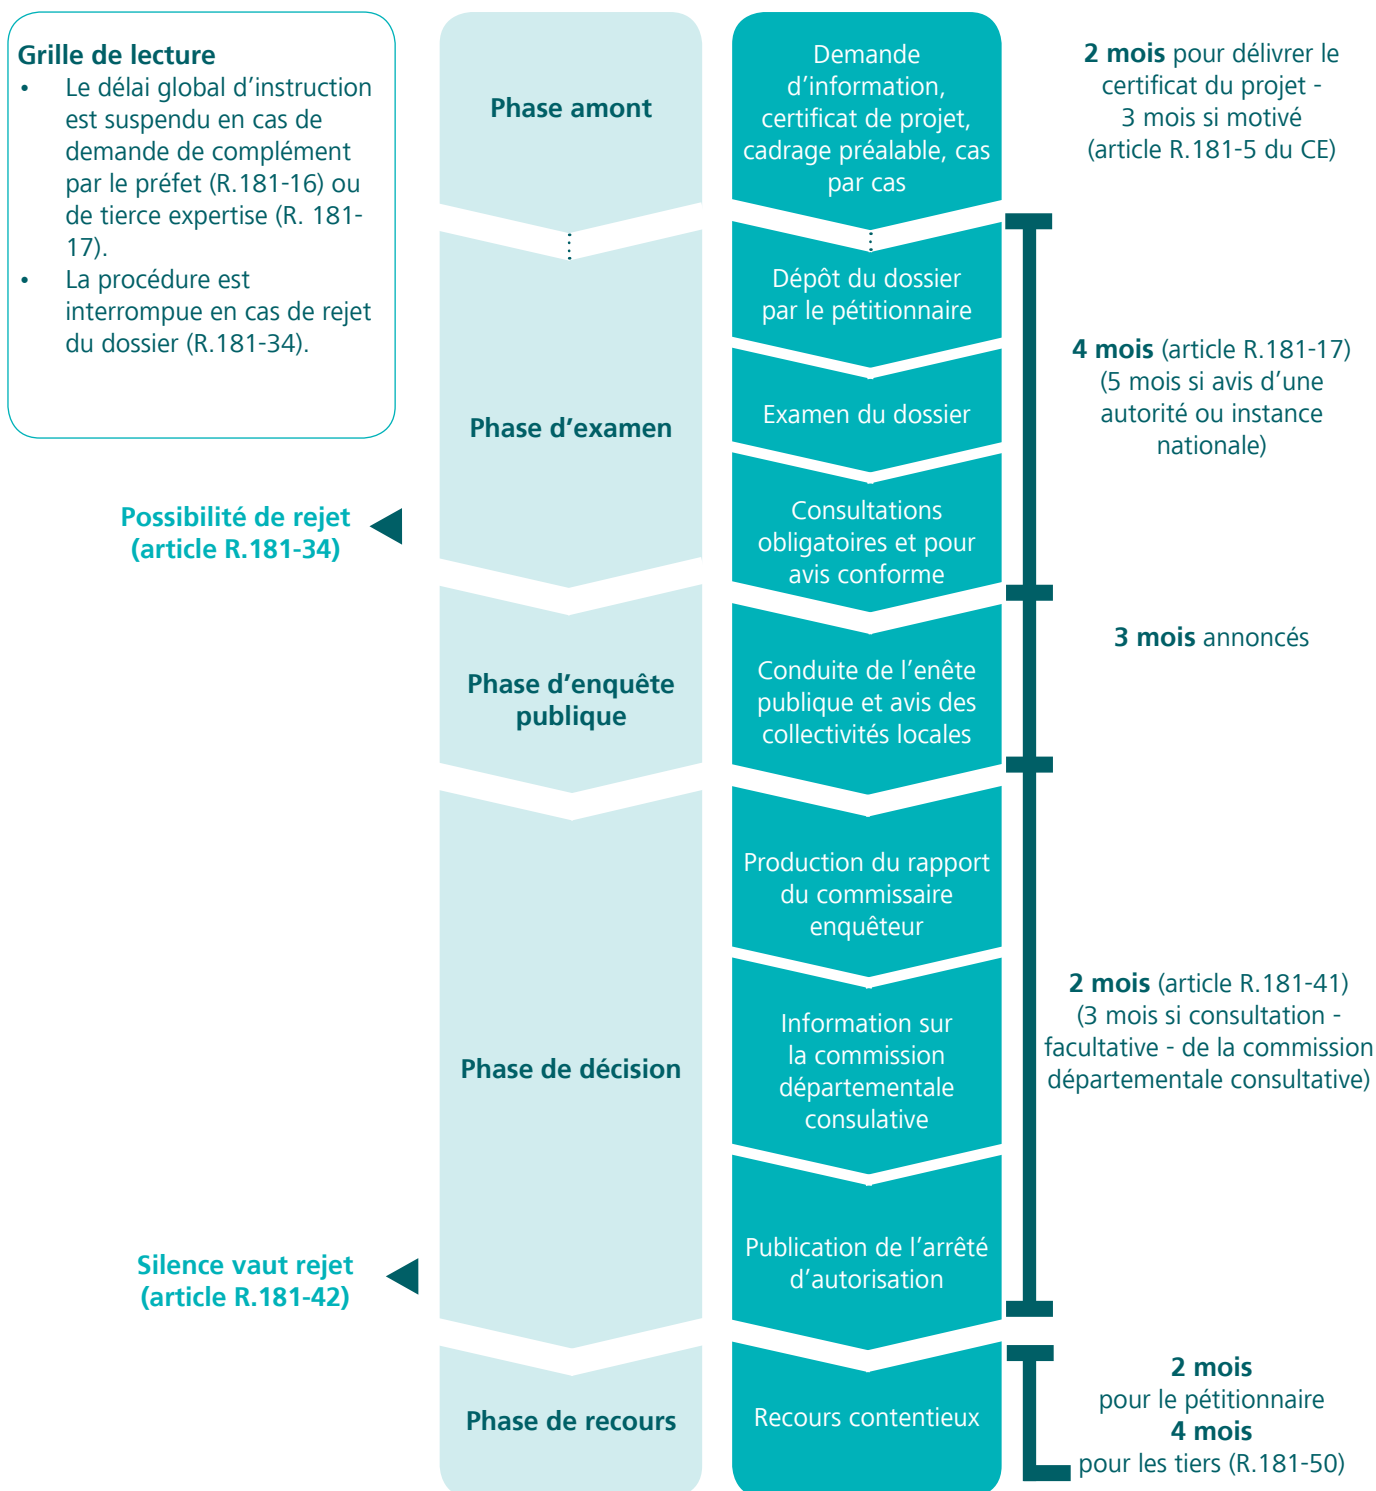 Grille de lecture
• Le délai global d'instruction
est suspendu en cas de
demande de complément
par le préfet (R.181-16) ou
de tierce expertise (R. 181-
17).
• La procédure est
interrompue en cas de rejet
du dossier (R.181-34).
Phase amont
Demande
d'information,
certificat de projet,
cadrage préalable, cas
par cas
2 mois pour délivrer le
certificat du projet -
3 mois si motivé
(article R.181-5 du CE)
Phase d'examen
Dépôt du dossier
par le pétitionnaire
Examen du dossier
Consultations
obligatoires et pour
avis conforme
4 mois (article R.181-17)
(5 mois si avis d'une
autorité ou instance
nationale)
Possibilité de rejet
(article R.181-34)
Phase d'enquête
publique
Conduite de l'enête
publique et avis des
collectivités locales
3 mois annoncés
Phase de décision
Production du rapport
du commissaire
enquêteur
Information sur
la commission
départementale
consulative
Publication de l'arrêté
d'autorisation
2 mois (article R.181-41)
(3 mois si consultation -
facultative - de la commission
départementale consultative)
Silence vaut rejet
(article R.181-42)
Phase de recours
Recours contentieux
2 mois
pour le pétitionnaire
4 mois
pour les tiers (R.181-50)